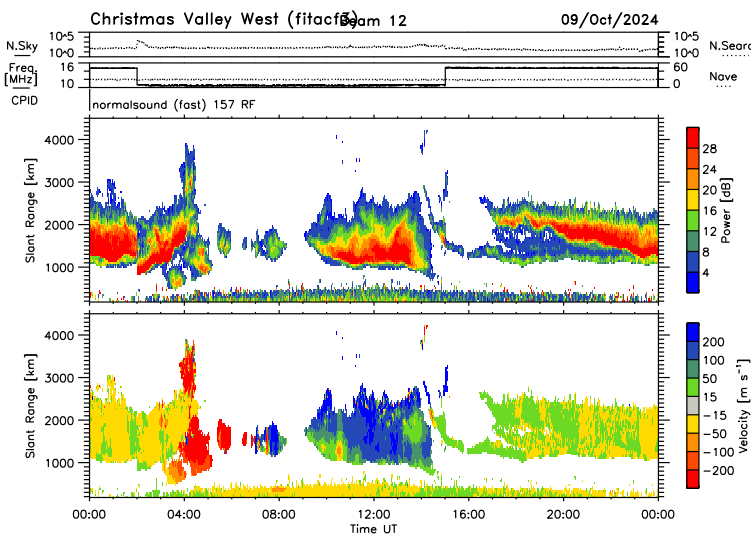 Christmas Valley West (fitacf3) Beam 12 09/Oct/2024
N.Sky 10^5 10^0 10^5 10^0 N.Sear
Freq [MHz] 16 10 60 0 Nave
CPID normalsound (fast) 157 RF
Slant Range [km] 4000 3000 2000 1000
Power [dB] 28 24 20 16 12 8 4
Slant Range [km] 4000 3000 2000 1000
Velocity [m s⁻¹] 200 100 50 15 −15 −50 −100 −200
00:00 04:00 08:00 12:00 16:00 20:00 00:00
Time UT